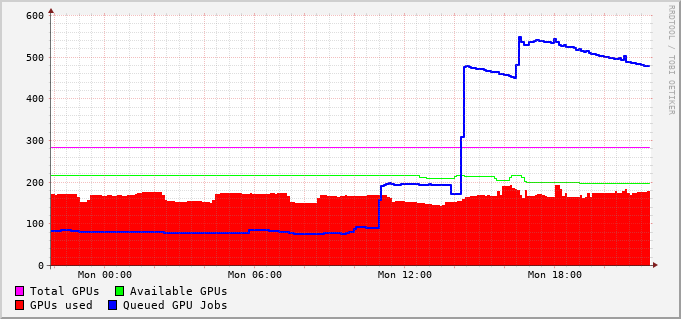 600
500
400
300
200
100
0
Mon 00:00 Mon 06:00 Mon 12:00 Mon 18:00
Total GPUs Available GPUs
GPUs used Queued GPU Jobs
RRDTOOL / TOBI OETIKER